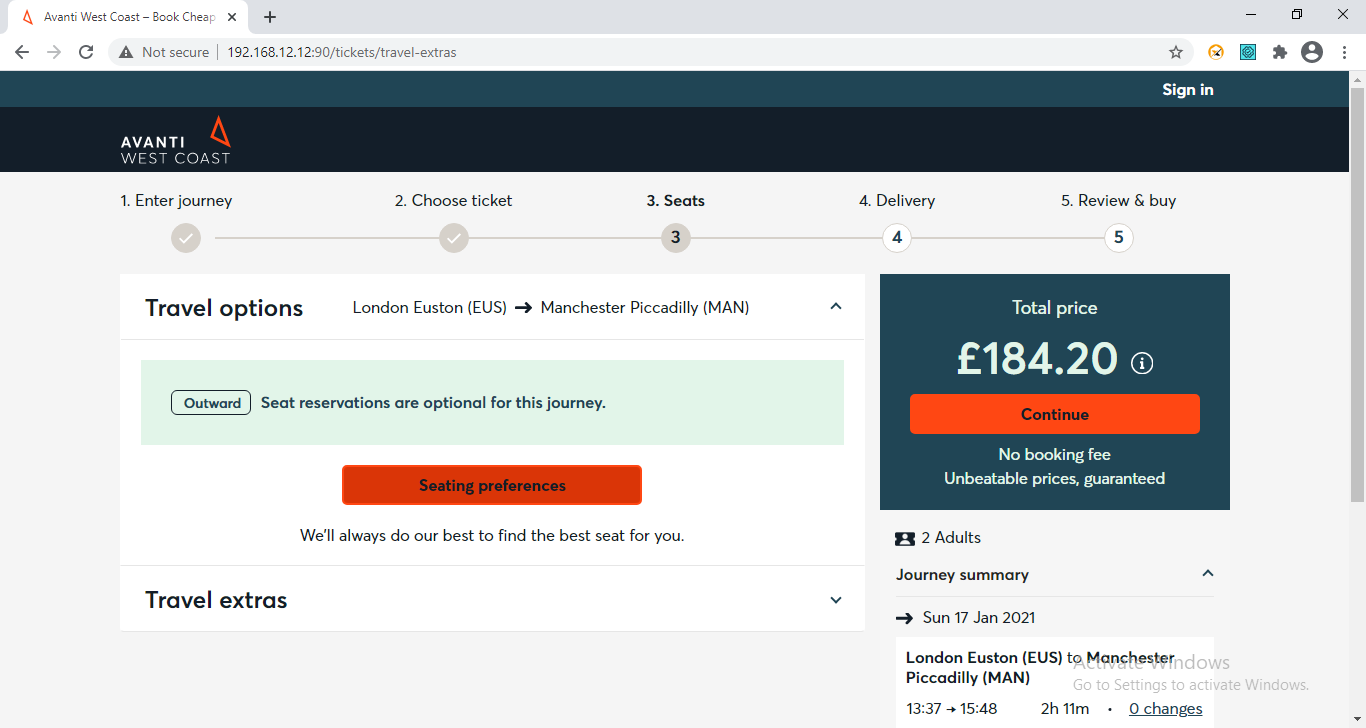 Avanti West Coast – Book Cheap
Not secure
192.168.12.12:90/tickets/travel-extras
Sign in
AVANTI
WEST COAST
1. Enter journey
2. Choose ticket
3. Seats
4. Delivery
5. Review & buy
3
4
5
Travel options
London Euston (EUS) → Manchester Piccadilly (MAN)
Outward
Seat reservations are optional for this journey.
Seating preferences
We'll always do our best to find the best seat for you.
Travel extras
Total price
£184.20
Continue
No booking fee
Unbeatable prices, guaranteed
2 Adults
Journey summary
→ Sun 17 Jan 2021
London Euston (EUS) to Manchester
Piccadilly (MAN)
13:37 → 15:48 2h 11m · 0 changes
Activate Windows
Go to Settings to activate Windows.